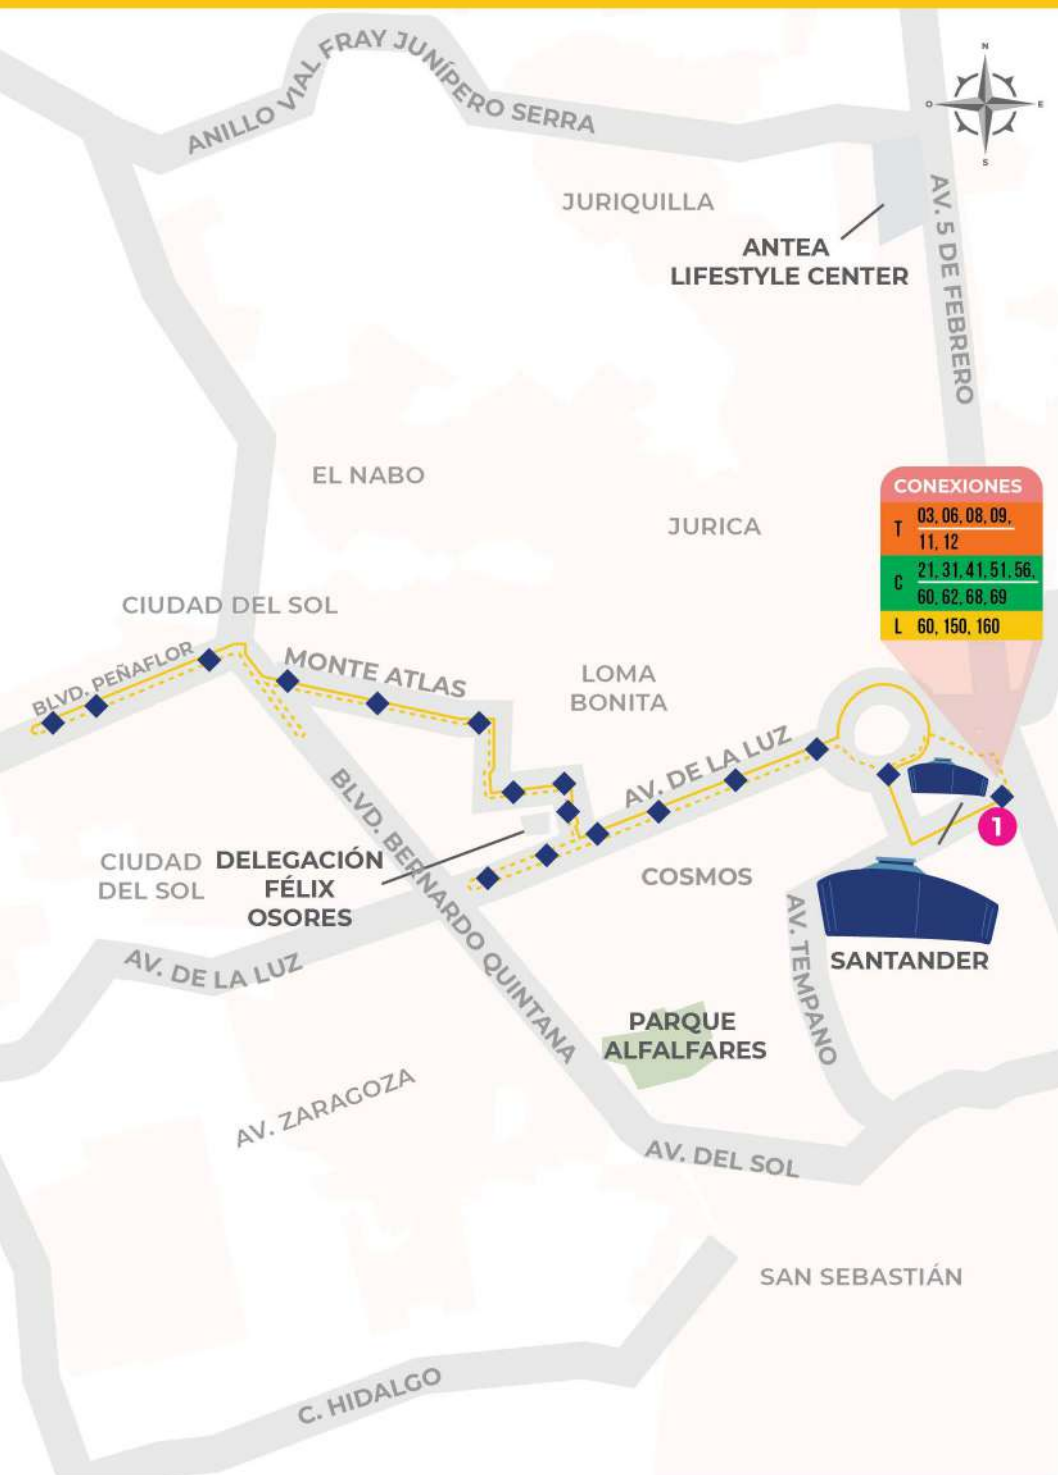 ANILLO VIAL FRAY JUNÍPERO SERRA
N
O
E
S
JURIQUILLA
AV. 5 DE FEBRERO
ANTEA
LIFESTYLE CENTER
EL NABO
JURICA
CONEXIONES
T 03, 06, 08, 09,
11, 12
C 21, 31, 41, 51, 56,
60, 62, 68, 69
L 60, 150, 160
CIUDAD DEL SOL
BLVD. PEÑAFLOR
MONTE ATLAS
LOMA
BONITA
AV. DE LA LUZ
BLVD. BERNARDO QUINTANA
1
CIUDAD
DEL SOL
DELEGACIÓN
FÉLIX
OSORES
COSMOS
AV. TEMPANO
SANTANDER
AV. DE LA LUZ
PARQUE
ALFALFARES
AV. ZARAGOZA
AV. DEL SOL
SAN SEBASTIÁN
C. HIDALGO